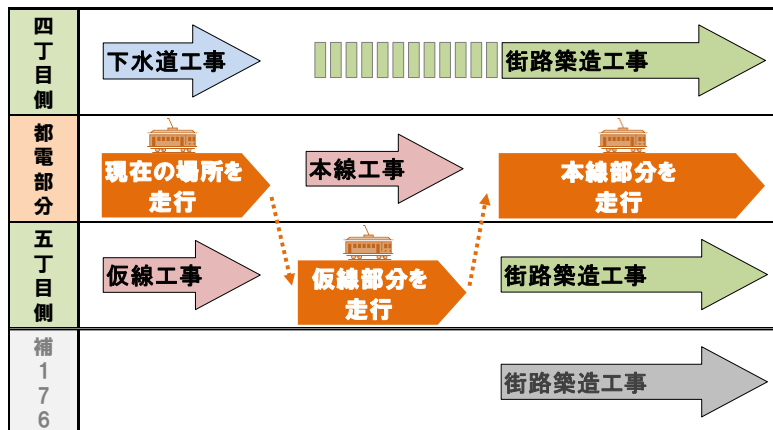 四丁目側
下水道工事
街路築造工事
都電部分
現在の場所を
走行
本線工事
本線部分を
走行
五丁目側
仮線工事
仮線部分を
走行
街路築造工事
補176
街路築造工事